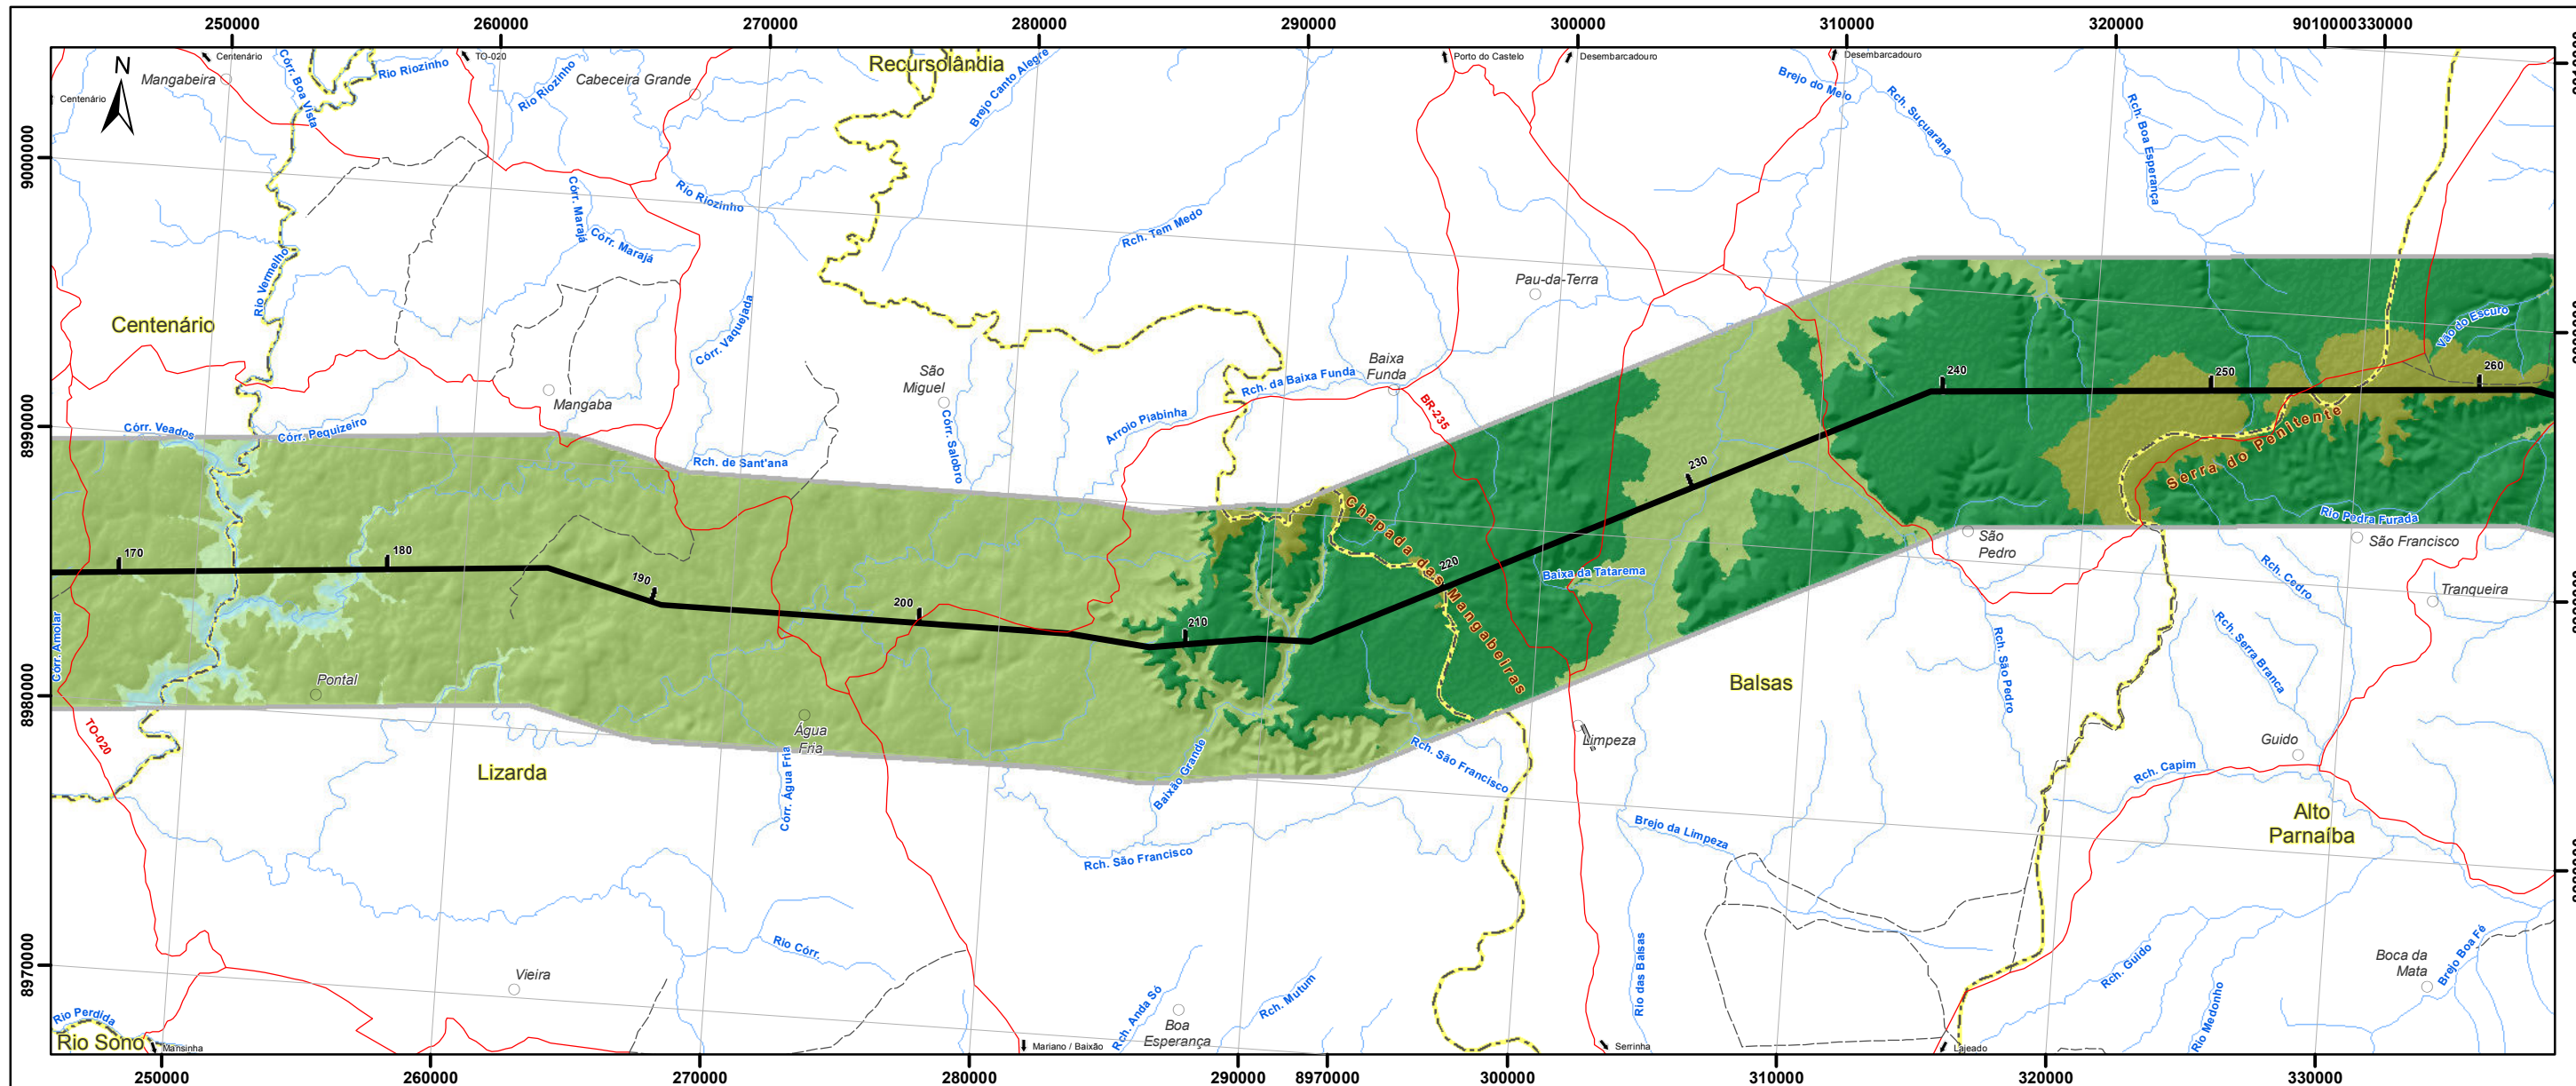 250000
260000
270000
280000
290000
300000
310000
320000
9010000
330000
N
Mangabeira
Centenário
Centenário
Córr. Boa Vista
Rio Riozinho
TO-020
Rio Riozinho
Cabeceira Grande
Recursolândia
Brejo Canto Alegre
Porto do Castelo
Desembarcadouro
Desembarcadouro
Brejo do Meio
Rch. Suçuarana
Rch. Boa Esperança
9000000
Córr. Marajá
Córr. Marajá
Rio Riozinho
Rch. Tem Medo
Rio Vermelho
Centenário
Córr. Vaquejada
Pau-da-Terra
Vão do Escuro
São
Miguel
Córr. Salobro
Rch. da Baixa Funda
Baixa
Funda
Arroio Piabinha
BR-235
Mangaba
8990000
Córr. Veados
Córr. Pequizeiro
Rch. de Sant'ana
170
180
190
200
210
220
230
240
250
260
Chapada das Mangabeiras
Serra do Penitente
Rio Pedra Furada
São
Pedro
São Francisco
Baixa da Tatarema
Rch. Cedro
Tranqueira
Rch. Serra Branca
Rch. São Pedro
Córr. Amolar
Pontal
8980000
TO-020
Lizarda
Água
Fria
Córr. Água Fria
Baixão Grande
Rch. São Francisco
Rch. São Francisco
Limpeza
Balsas
Brejo da Limpeza
Rio das Balsas
Guido
Rch. Capim
Alto
Parnaíba
8970000
Vieira
Rio Córr.
Rch. Anda Só
Boa
Esperança
Rch. Mutum
Rch. Guido
Rio Medonho
Boca da
Mata
Brejo Boa Fé
Rio Perdida
Rio Sono
Mansinha
Mariano / Baixão
Serrinha
Lajeado
250000
260000
270000
280000
290000
8970000
300000
310000
320000
330000